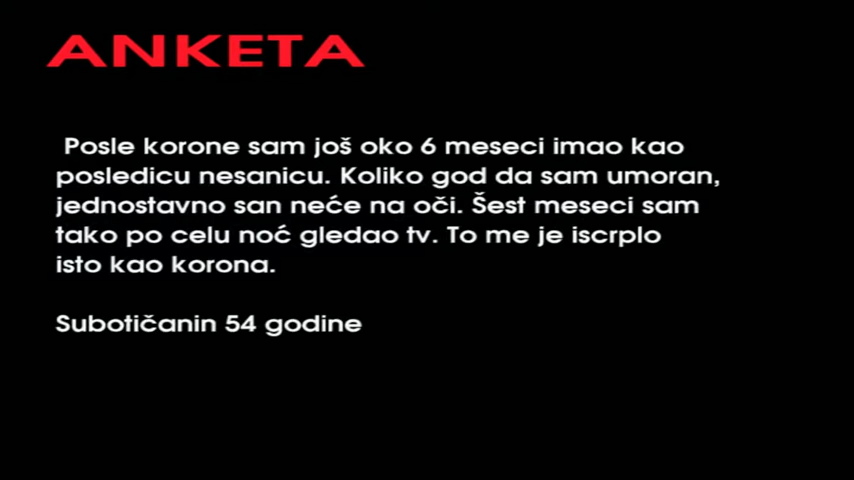 ANKETA
Posle korone sam još oko 6 meseci imao kao
posledicu nesanicu. Koliko god da sam umoran,
jednostavno san neće na oči. Šest meseci sam
tako po celu noć gledao tv. To me je iscrplo
isto kao korona.
Subotičanin 54 godine